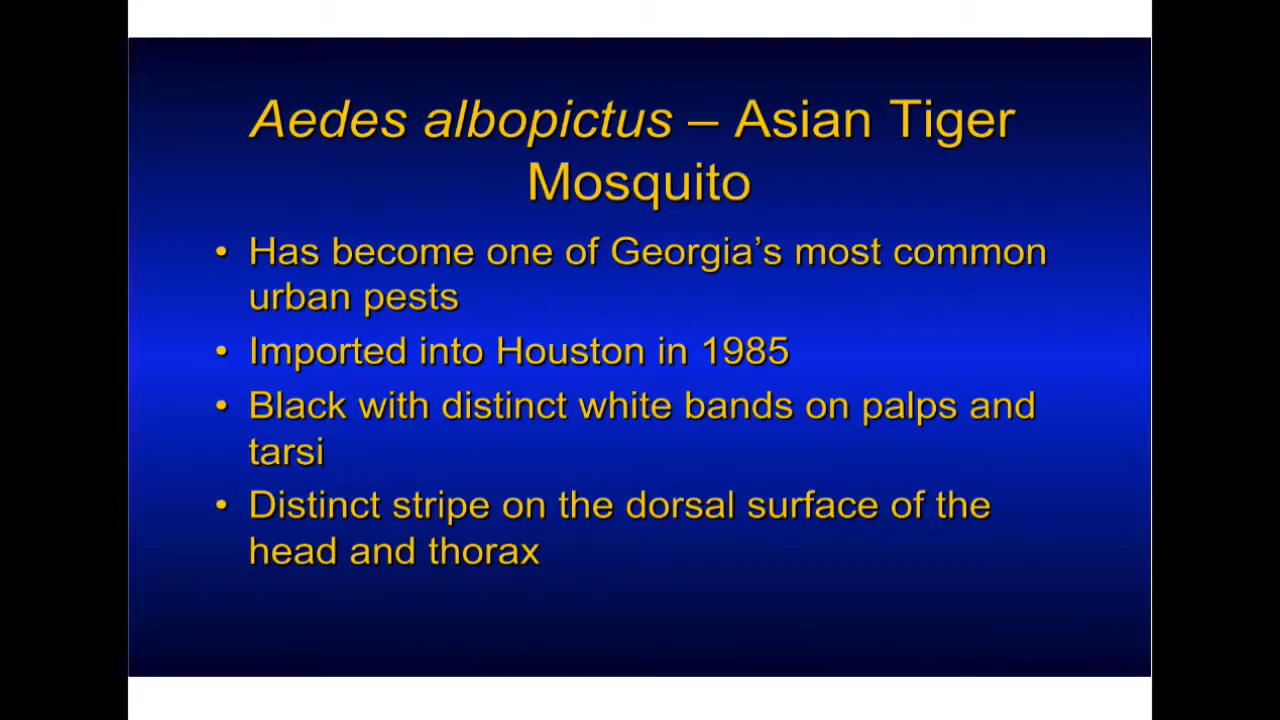 Aedes albopictus – Asian Tiger
Mosquito
• Has become one of Georgia’s most common
urban pests
• Imported into Houston in 1985
• Black with distinct white bands on palps and
tarsi
• Distinct stripe on the dorsal surface of the
head and thorax